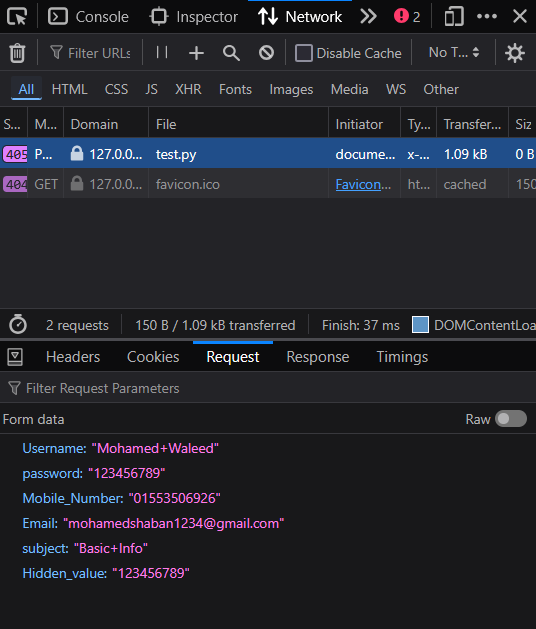 Console Inspector Network 2
Filter URLs Disable Cache No T...
All HTML CSS JS XHR Fonts Images Media WS Other
S... M... Domain File Initiator Ty... Transfer... Siz
405 P... 127.0.0... test.py docume... x-... 1.09 kB 0 B
404 GET 127.0.0... favicon.ico Favicon... ht... cached 150
2 requests 150 B / 1.09 kB transferred Finish: 37 ms DOMContentLoa
Headers Cookies Request Response Timings
Filter Request Parameters
Form data Raw
Username: "Mohamed+Waleed"
password: "123456789"
Mobile_Number: "01553506926"
Email: "mohamedshaban1234@gmail.com"
subject: "Basic+Info"
Hidden_value: "123456789"